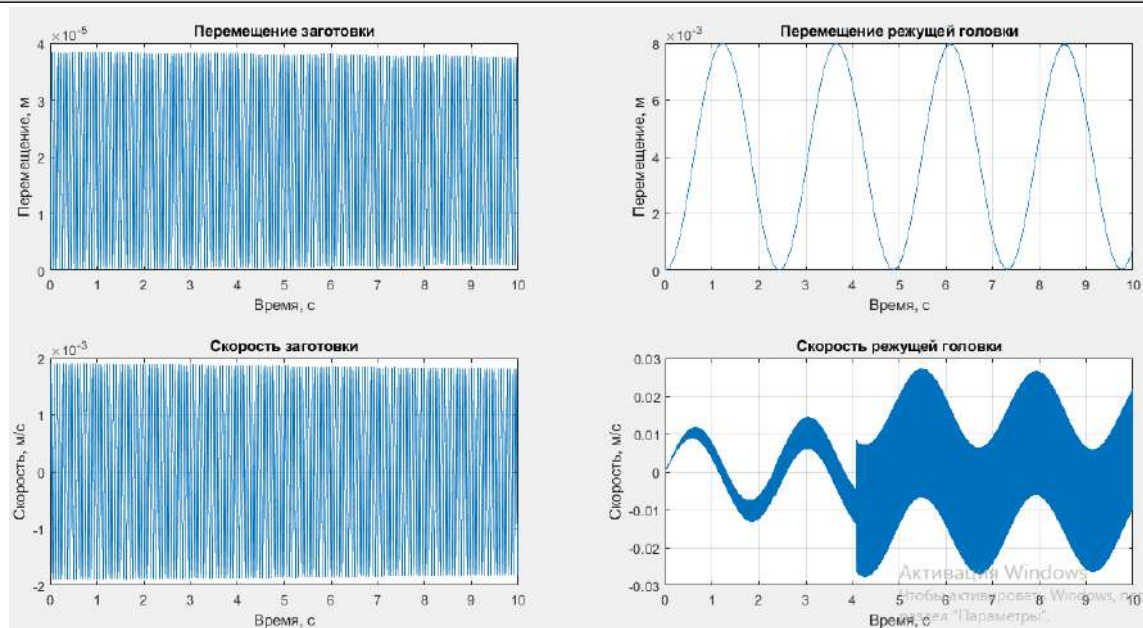 Перемещение заготовки
×10⁻⁵
4
3
2
1
0
Перемещение, м
0 1 2 3 4 5 6 7 8 9 10
Время, с
Перемещение режущей головки
×10⁻³
8
6
4
2
0
Перемещение, м
0 1 2 3 4 5 6 7 8 9 10
Время, с
Скорость заготовки
×10⁻³
2
1
0
-1
-2
Скорость, м/с
0 1 2 3 4 5 6 7 8 9 10
Время, с
Скорость режущей головки
0.03
0.02
0.01
0
-0.01
-0.02
-0.03
Скорость, м/с
0 1 2 3 4 5 6 7 8 9 10
Время, с
Активация Windows
Чтобы активировать Windows,
раздел "Параметры".